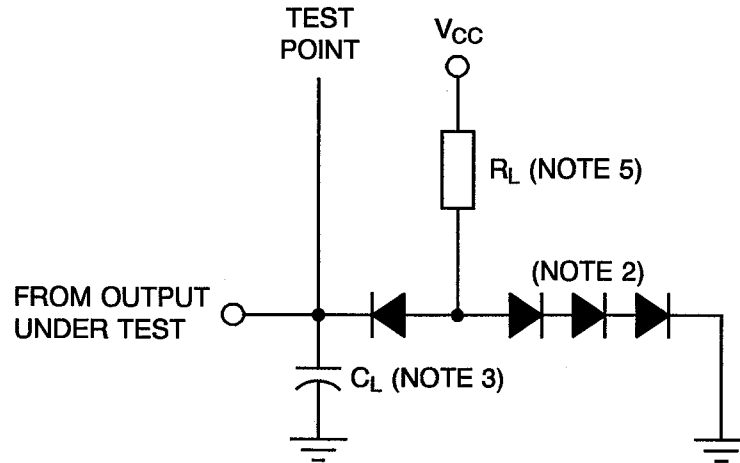 TEST
POINT
VCC
RL (NOTE 5)
(NOTE 2)
FROM OUTPUT
UNDER TEST
CL (NOTE 3)